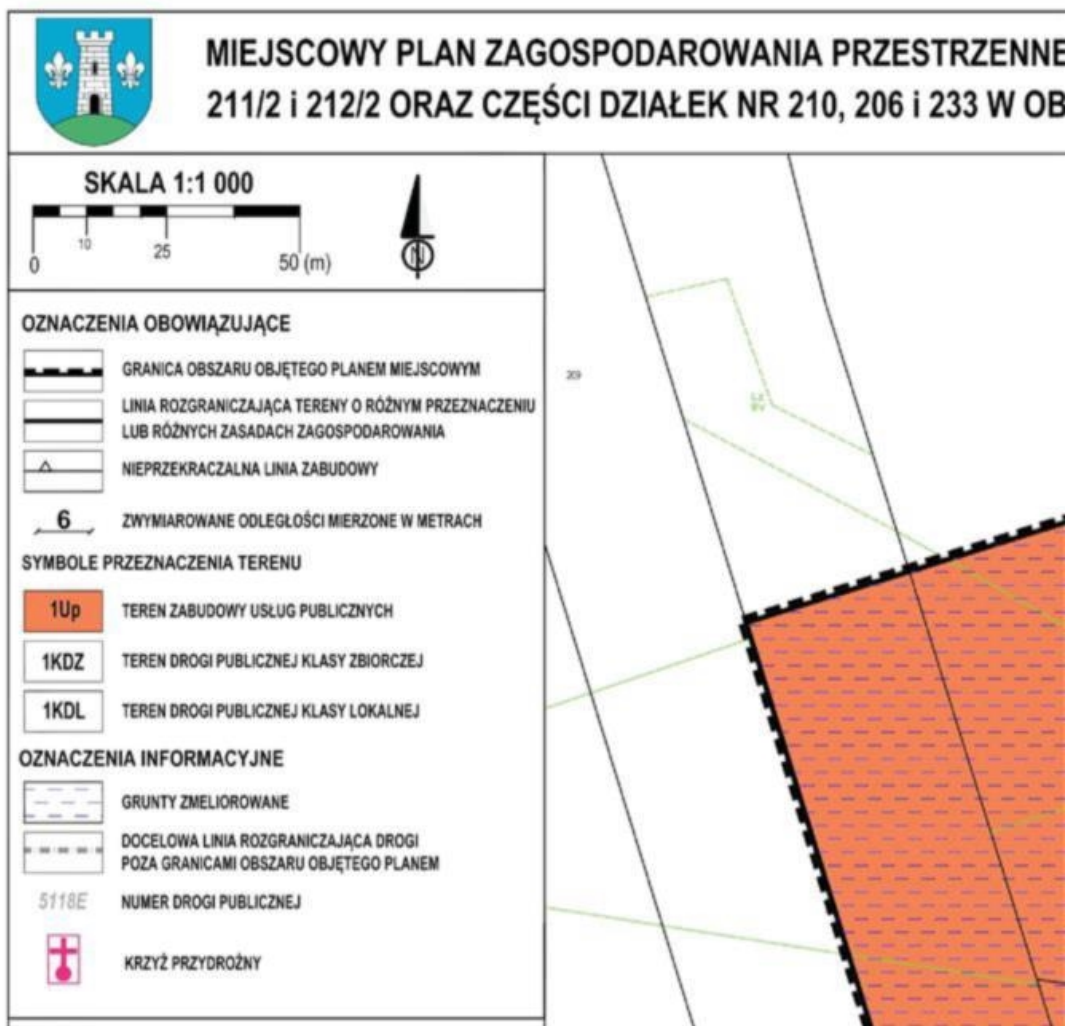 MIEJSCOWY PLAN ZAGOSPODAROWANIA PRZESTRZENNE
211/2 i 212/2 ORAZ CZĘŚCI DZIAŁEK NR 210, 206 i 233 W OB
SKALA 1:1 000
0 10 25 50 (m)
N
OZNACZENIA OBOWIĄZUJĄCE
GRANICA OBSZARU OBJĘTEGO PLANEM MIEJSCOWYM
LINIA ROZGRANICZAJĄCA TERENY O RÓŻNYM PRZEZNACZENIU
LUB RÓŻNYCH ZASADACH ZAGOSPODAROWANIA
NIEPRZEKRACZALNA LINIA ZABUDOWY
6 ZWYMIAROWANE ODLEGŁOŚCI MIERZONE W METRACH
SYMBOLE PRZEZNACZENIA TERENU
1Up TEREN ZABUDOWY USŁUG PUBLICZNYCH
1KDZ TEREN DROGI PUBLICZNEJ KLASY ZBIORCZEJ
1KDL TEREN DROGI PUBLICZNEJ KLASY LOKALNEJ
OZNACZENIA INFORMACYJNE
GRUNTY ZMELIOROWANE
DOCELOWA LINIA ROZGRANICZAJĄCA DROGI
POZA GRANICAMI OBSZARU OBJĘTEGO PLANEM
5118E NUMER DROGI PUBLICZNEJ
KRZYŻ PRZYDROŻNY
209